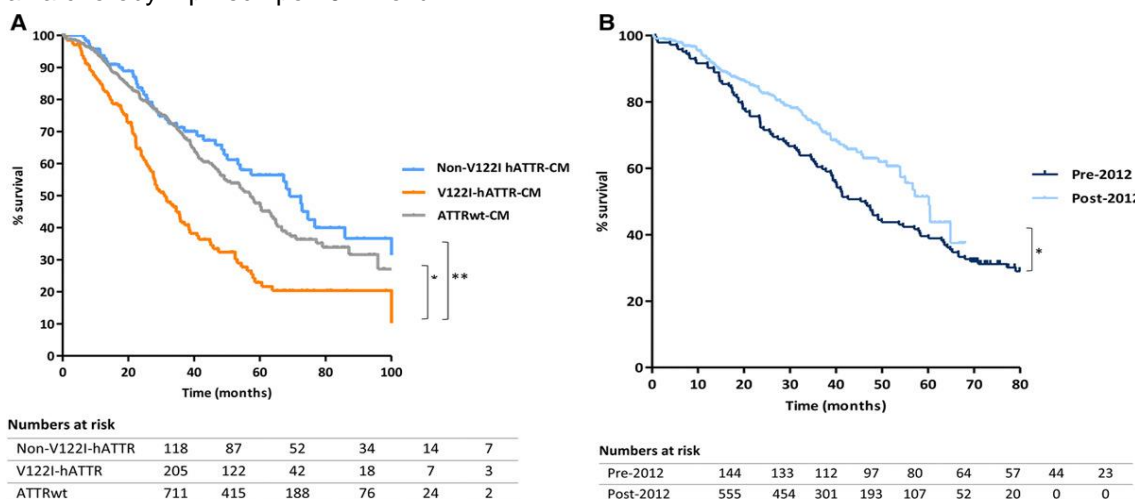 A
100
90
80
70
60
50
40
30
20
10
0
% survival
0 20 40 60 80 100
Time (months)
Non-V122I hATTR-CM
V122I-hATTR-CM
ATTRwt-CM
*
**
Numbers at risk
Non-V122I-hATTR 118 87 52 34 14 7
V122I-hATTR 205 122 42 18 7 3
ATTRwt 711 415 188 76 24 2
B
100
80
60
40
20
0
% survival
0 10 20 30 40 50 60 70 80
Time (months)
Pre-2012
Post-2012
*
Numbers at risk
Pre-2012 144 133 112 97 80 64 57 44 23
Post-2012 555 454 301 193 107 52 20 0 0